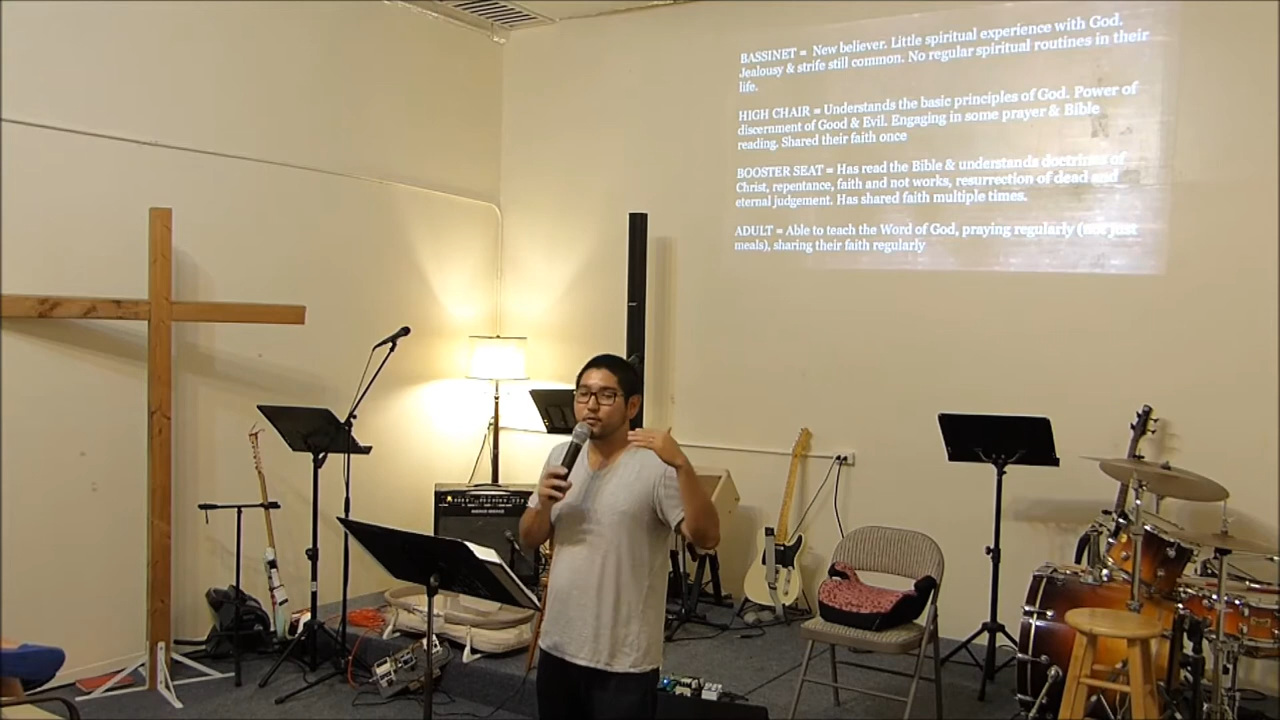 BASSINET = New believer. Little spiritual experience with God.
Jealousy & strife still common. No regular spiritual routines in their
life.
HIGH CHAIR = Understands the basic principles of God. Power of
discernment of Good & Evil. Engaging in some prayer & Bible
reading. Shared their faith once
BOOSTER SEAT = Has read the Bible & understands doctrines of
Christ, repentance, faith and not works, resurrection of dead and
eternal judgement. Has shared faith multiple times.
ADULT = Able to teach the Word of God, praying regularly (not just
meals), sharing their faith regularly